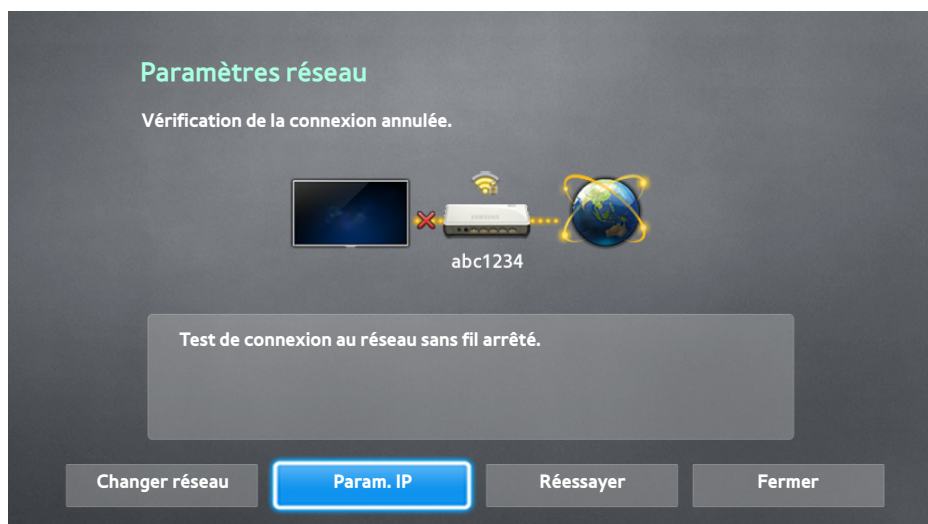 Paramètres réseau
Vérification de la connexion annulée.
SAMSUNG
abc1234
Test de connexion au réseau sans fil arrêté.
Changer réseau
Param. IP
Réessayer
Fermer